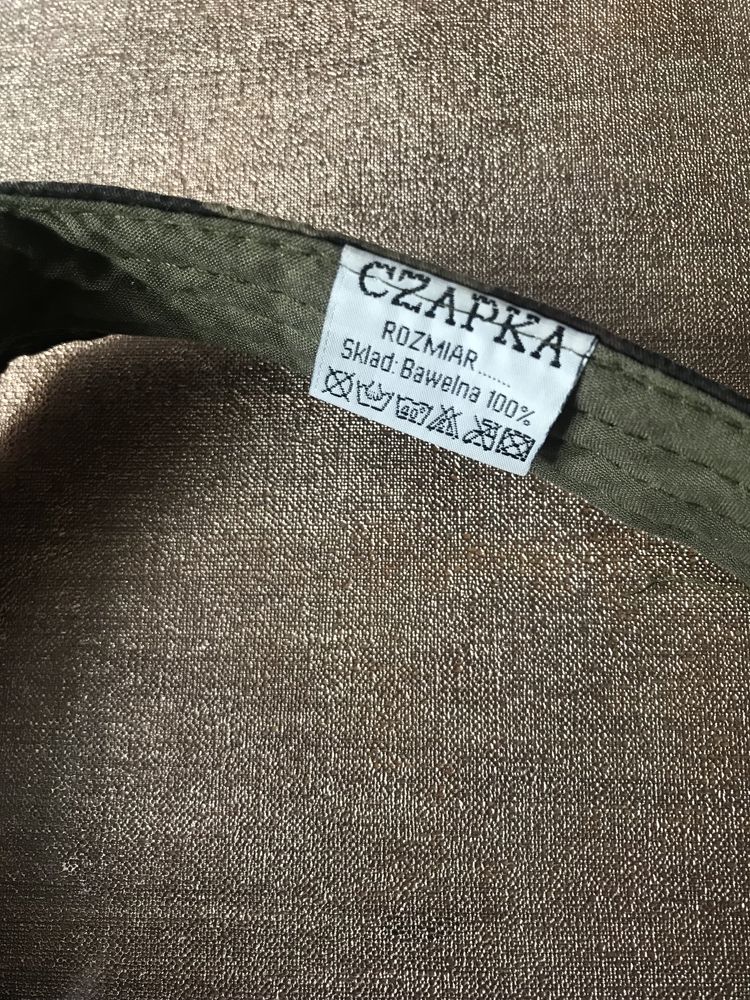 CZAPKA
ROZMIAR......
Skład: Bawełna 100%